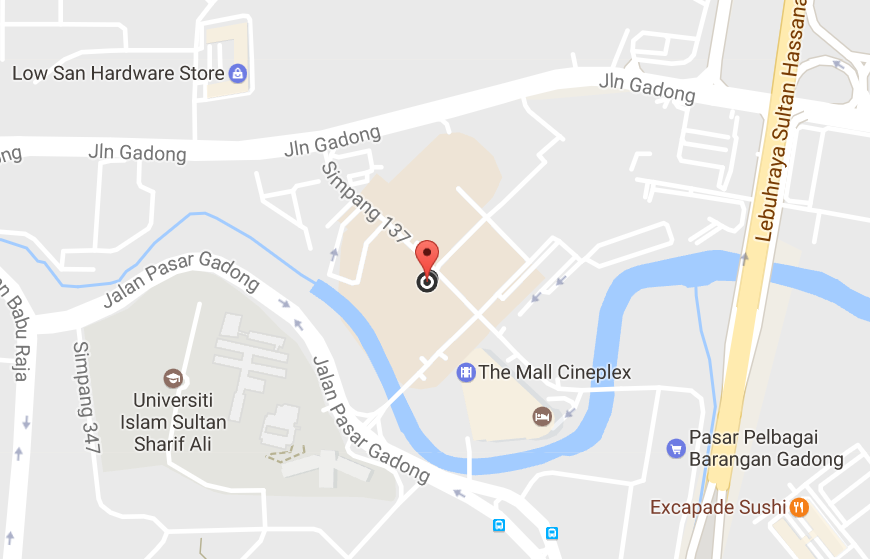 Low San Hardware Store
Jln Gadong
Lebuhraya Sultan Hassana
Jln Gadong
ng
Jln Gadong
Simpang 137
Jalan Pasar Gadong
n Babu Raja
Simpang 347
Jalan Pasar Gadong
The Mall Cineplex
Universiti
Islam Sultan
Sharif Ali
Pasar Pelbagai
Barangan Gadong
Excapade Sushi